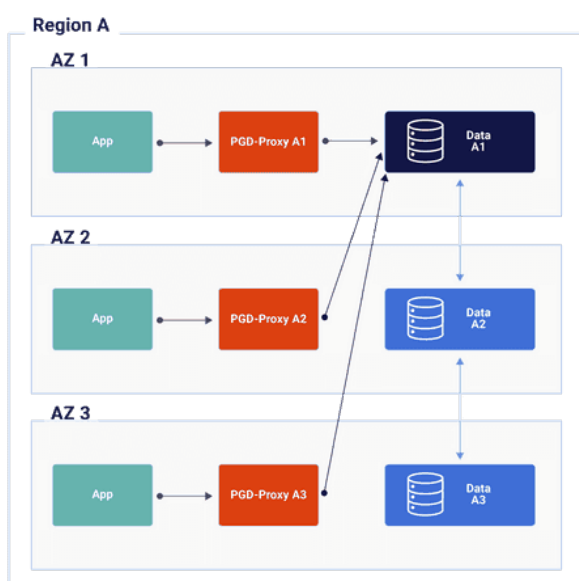 Region A
AZ 1
App
PGD-Proxy A1
Data
A1
AZ 2
App
PGD-Proxy A2
Data
A2
AZ 3
App
PGD-Proxy A3
Data
A3